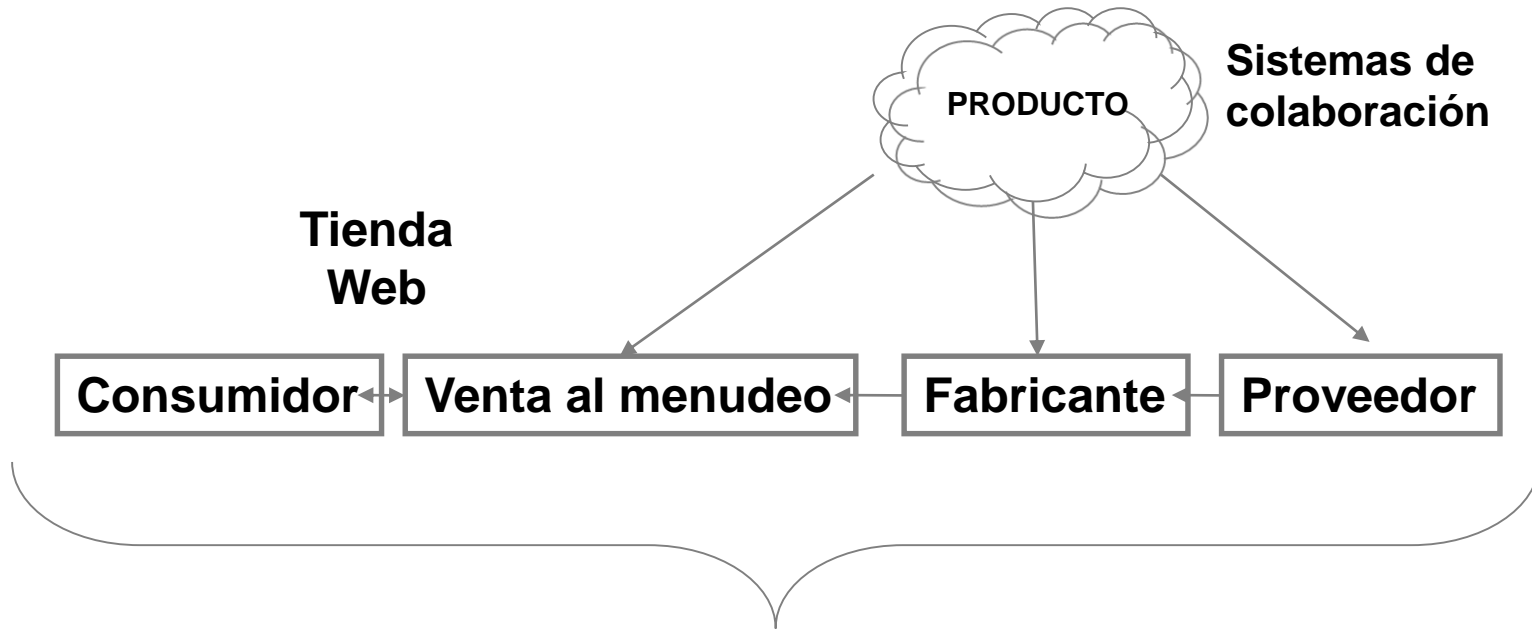 PRODUCTO
Sistemas de
colaboración
Tienda
Web
Consumidor
Venta al menudeo
Fabricante
Proveedor